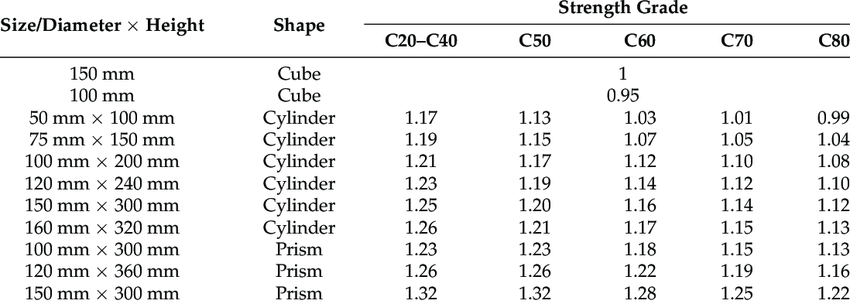 Strength Grade
Size/Diameter × Height Shape
C20–C40 C50 C60 C70 C80
150 mm Cube 1
100 mm Cube 0.95
50 mm × 100 mm Cylinder 1.17 1.13 1.03 1.01 0.99
75 mm × 150 mm Cylinder 1.19 1.15 1.07 1.05 1.04
100 mm × 200 mm Cylinder 1.21 1.17 1.12 1.10 1.08
120 mm × 240 mm Cylinder 1.23 1.19 1.14 1.12 1.10
150 mm × 300 mm Cylinder 1.25 1.20 1.16 1.14 1.12
160 mm × 320 mm Cylinder 1.26 1.21 1.17 1.15 1.13
100 mm × 300 mm Prism 1.23 1.23 1.18 1.15 1.13
120 mm × 360 mm Prism 1.26 1.26 1.22 1.19 1.16
150 mm × 300 mm Prism 1.32 1.32 1.28 1.25 1.22